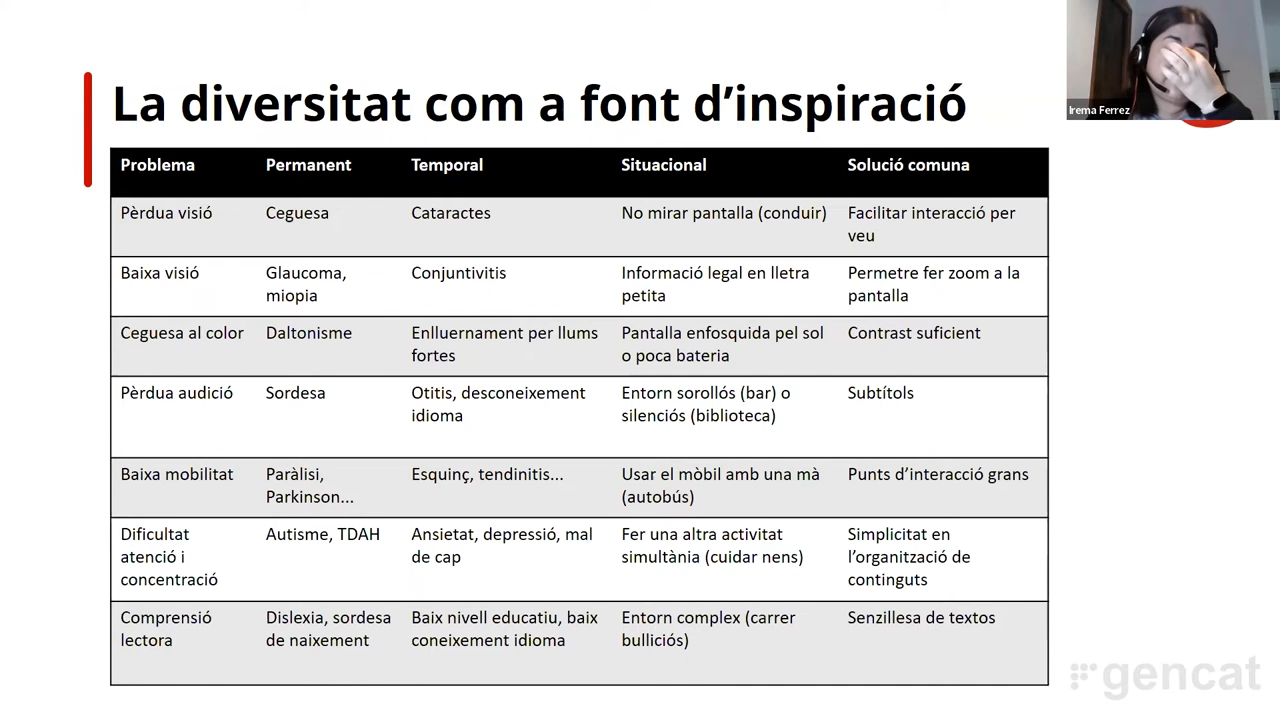 La diversitat com a font d’inspiració
Irema Ferrez
Problema Permanent Temporal Situacional Solució comuna
Pèrdua visió Ceguesa Cataractes No mirar pantalla (conduir) Facilitar interacció per
veu
Baixa visió Glaucoma, Conjuntivitis Informació legal en lletra Permetre fer zoom a la
miopia petita pantalla
Ceguesa al color Daltonisme Enlluernament per llums Pantalla enfosquida pel sol Contrast suficient
fortes o poca bateria
Pèrdua audició Sordesa Otitis, desconeixement Entorn sorollós (bar) o Subtítols
idioma silenciós (biblioteca)
Baixa mobilitat Paràlisi, Esquinç, tendinitis... Usar el mòbil amb una mà Punts d’interacció grans
Parkinson... (autobús)
Dificultat Autisme, TDAH Ansietat, depressió, mal Fer una altra activitat Simplicitat en
atenció i de cap simultània (cuidar nens) l’organització de
concentració continguts
Comprensió Dislexia, sordesa Baix nivell educatiu, baix Entorn complex (carrer Senzillesa de textos
lectora de naixement coneixement idioma bulliciós)
gencat